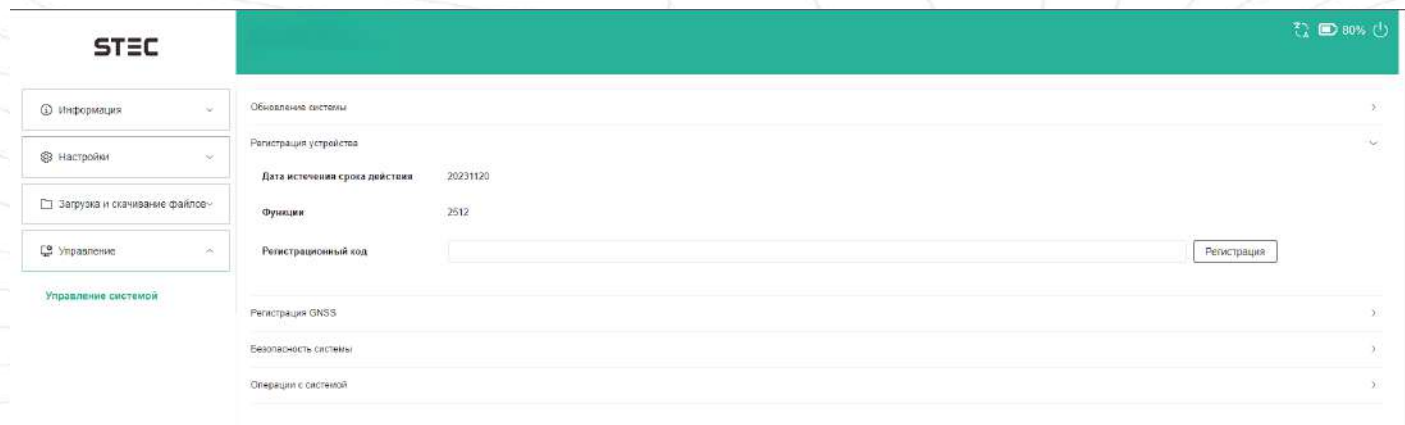 STEC
80%
Информация
Настройки
Загрузка и скачивание файлов
Управление
Управление системой
Обновление системы
Регистрация устройства
Дата истечения срока действия 20231120
Функции 2512
Регистрационный код Регистрация
Регистрация GNSS
Безопасность системы
Операции с системой